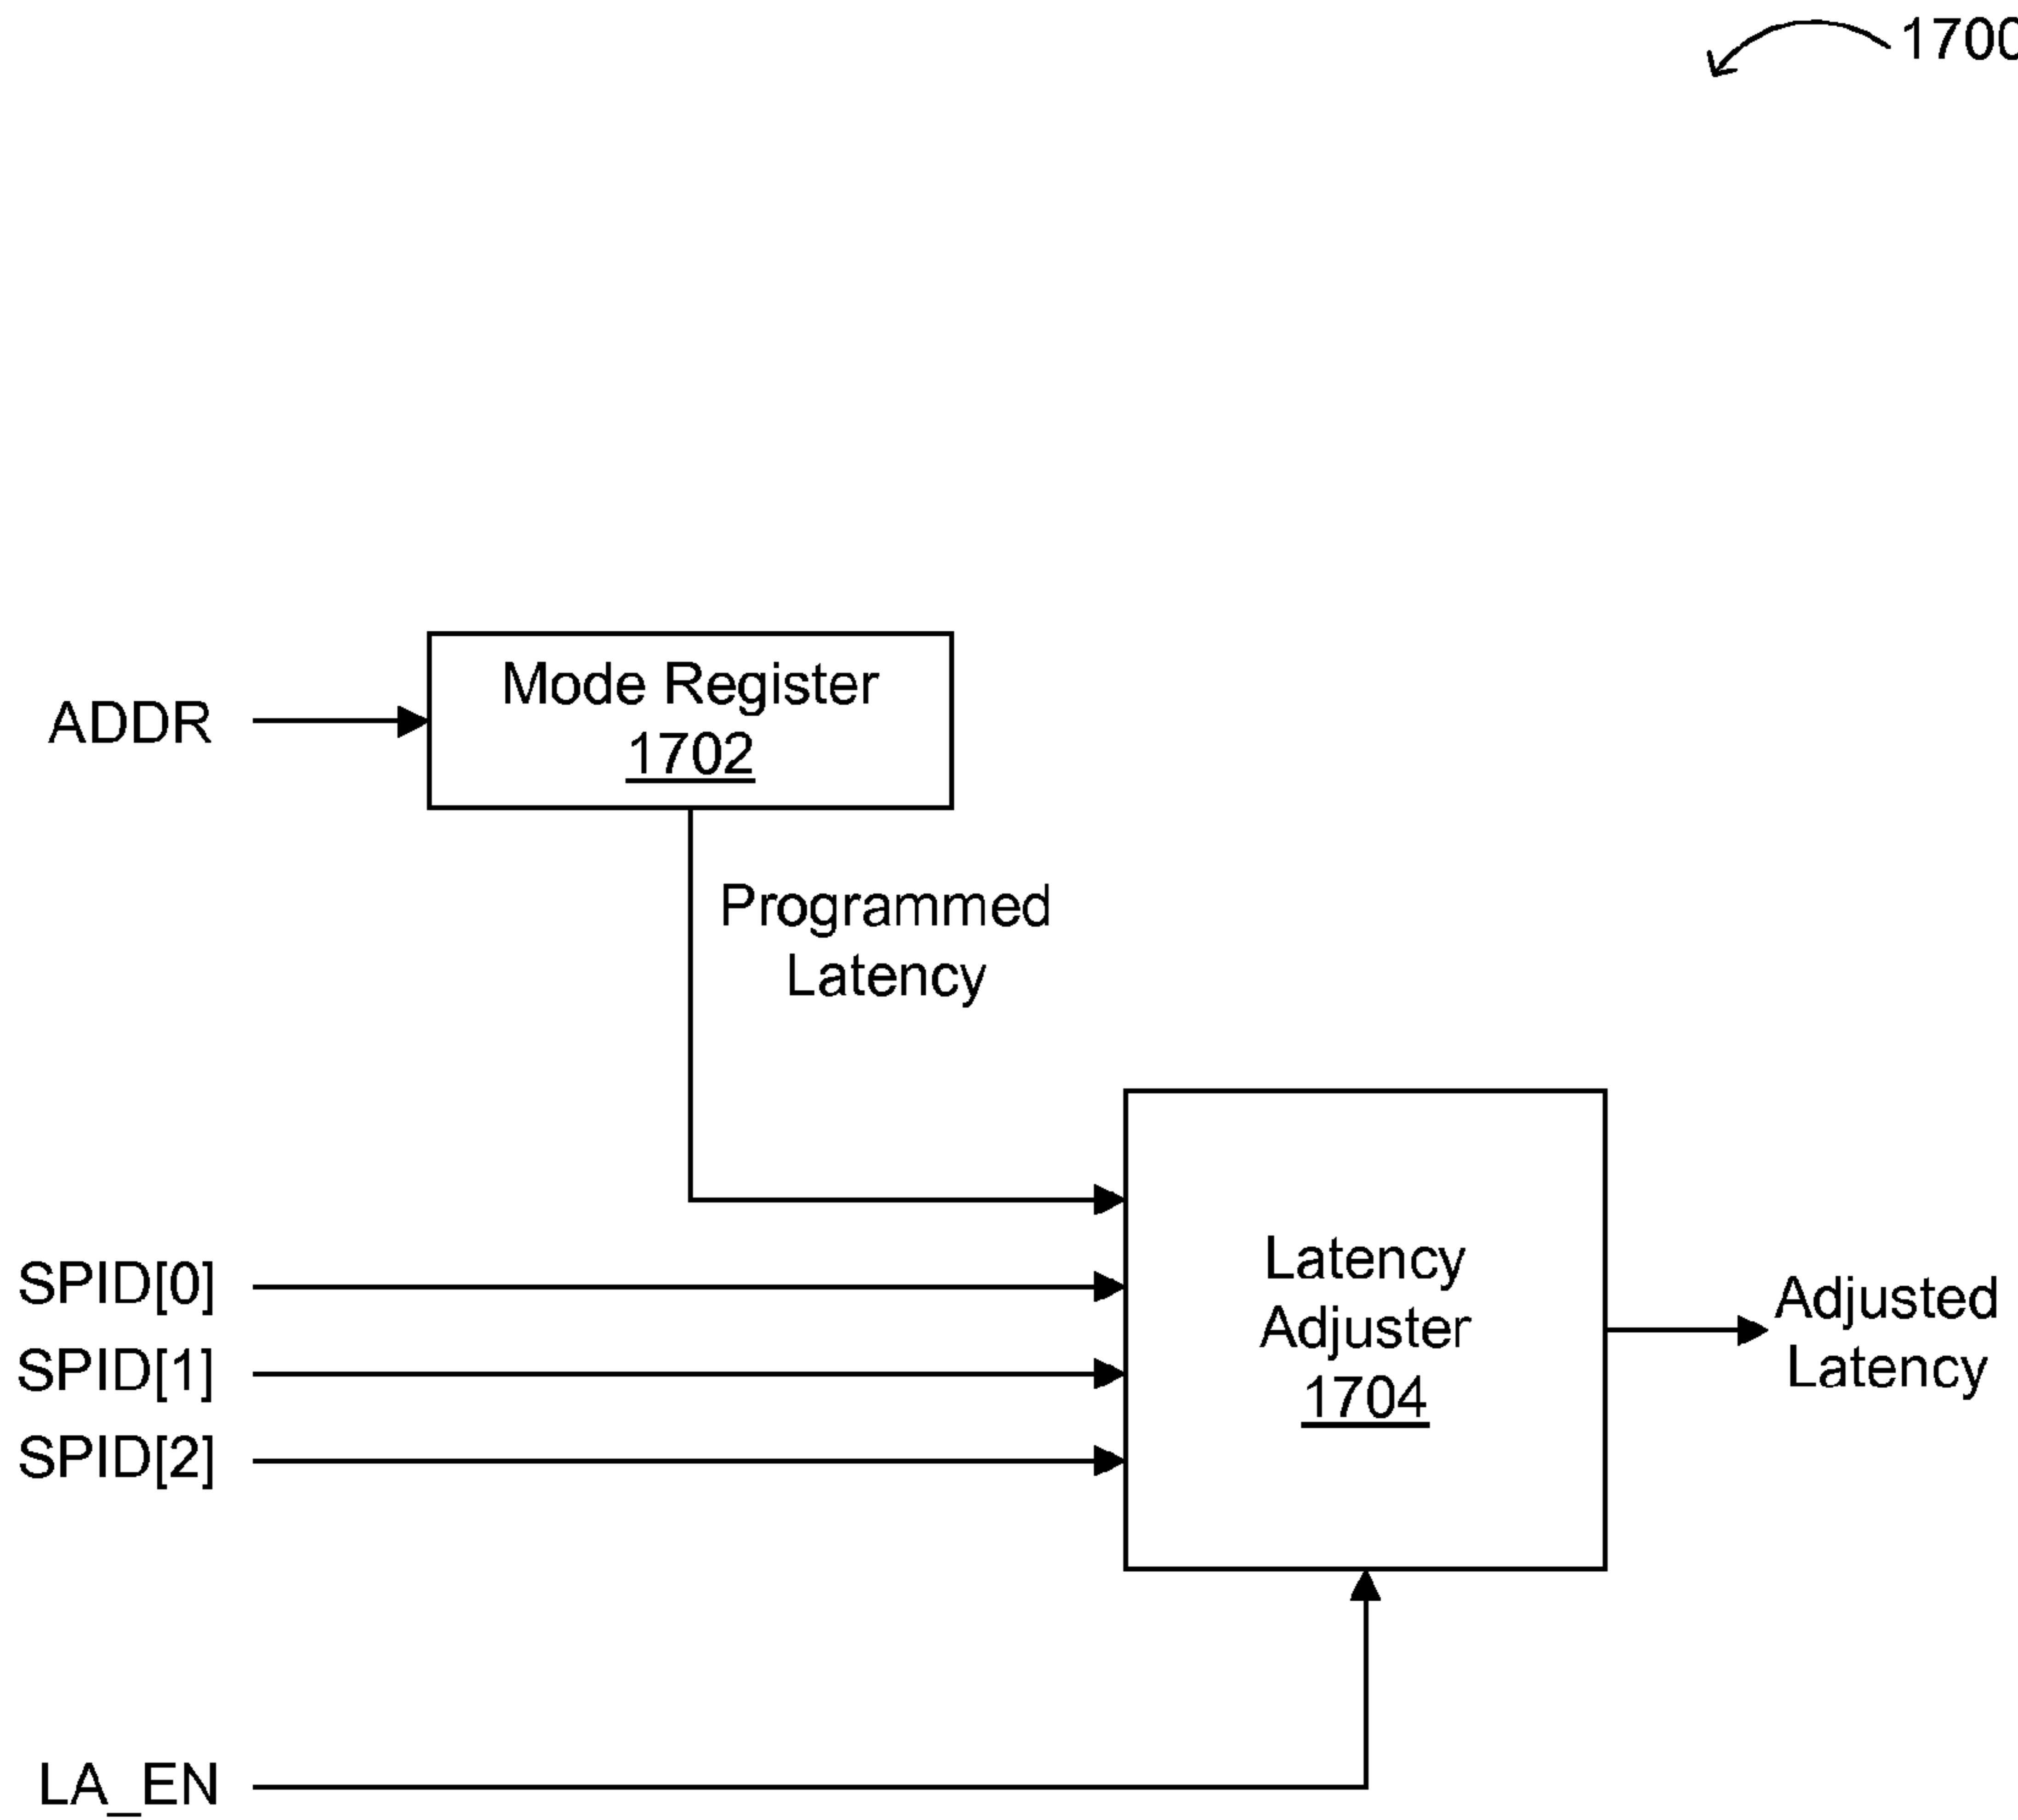 1700
ADDR
Mode Register
1702
Programmed
Latency
SPID[0]
SPID[1]
SPID[2]
Latency
Adjuster
1704
Adjusted
Latency
LA_EN